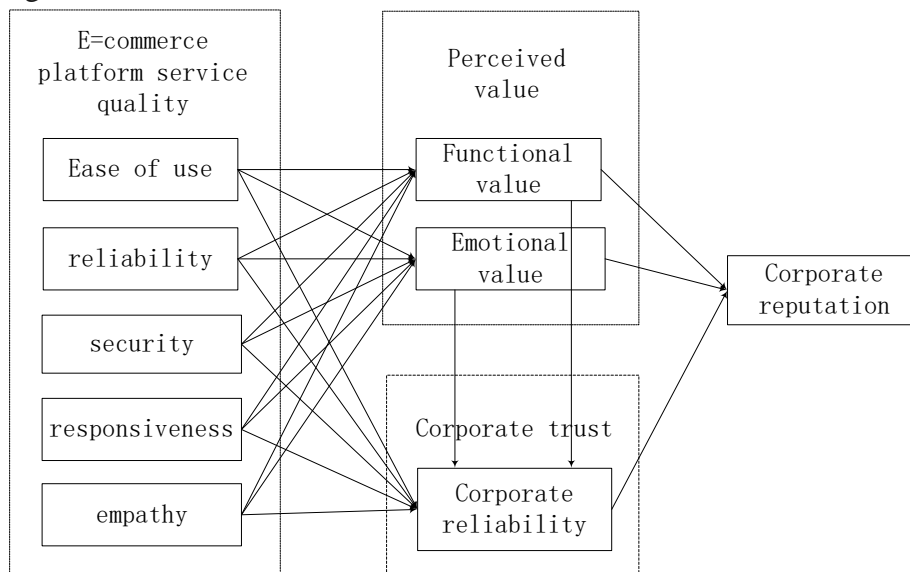 E=commerce
platform service
quality
Ease of use
reliability
security
responsiveness
empathy
Perceived
value
Functional
value
Emotional
value
Corporate trust
Corporate
reliability
Corporate
reputation